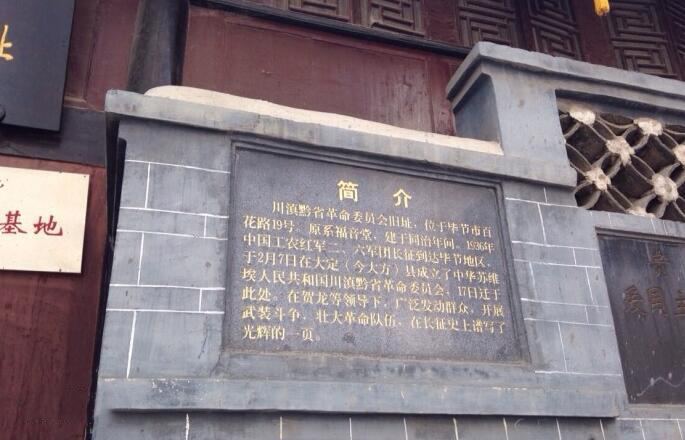 址
基地
简介
川滇黔省革命委员会旧址,位于毕节市百
花路19号。原系福音堂,建于同治年间。1936年
中国工农红军二、六军团长征到达毕节地区,
于2月7日在大定(今大方)县成立了中华苏维
埃人民共和国川滇黔省革命委员会,17日迁于
此处。在贺龙等领导下,广泛发动群众,开展
武装斗争,壮大革命队伍,在长征史上谱写了
光辉的一页。